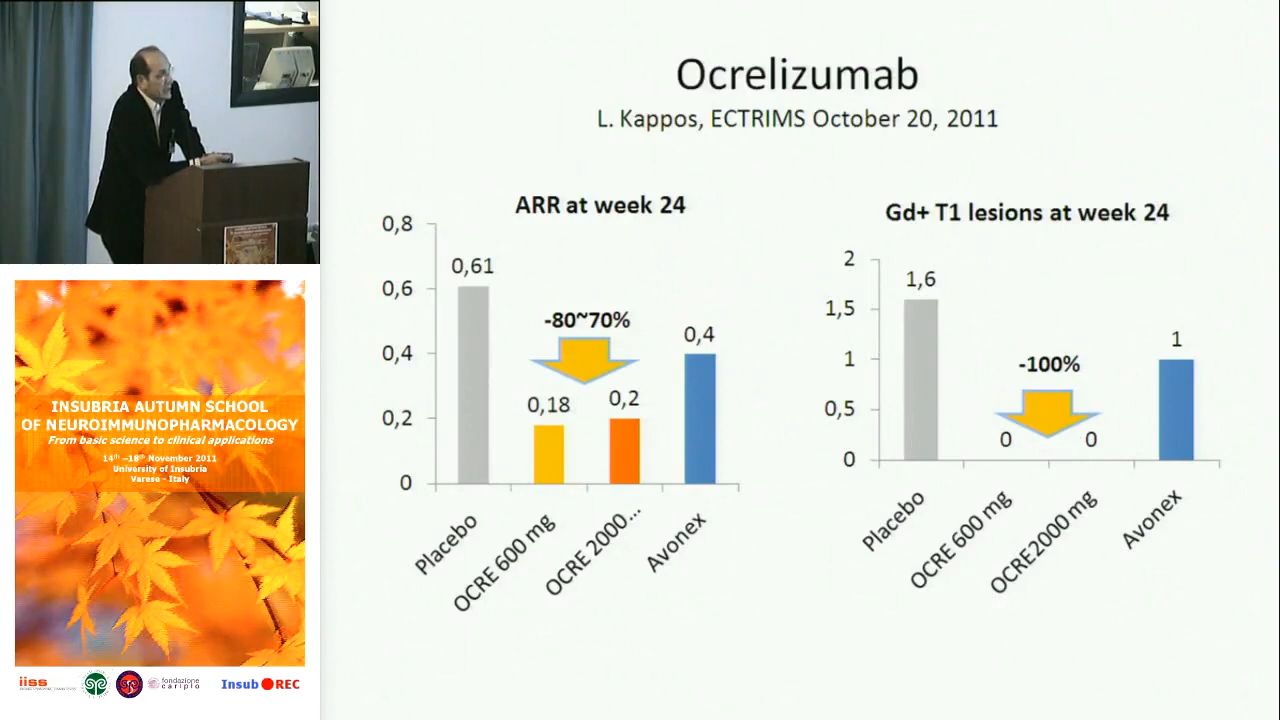 Ocrelizumab
L. Kappos, ECTRIMS October 20, 2011
ARR at week 24
0,8
0,6
0,4
0,2
0
0,61
-80~70%
0,18
0,2
0,4
Placebo
OCRE 600 mg
OCRE 2000...
Avonex
Gd+ T1 lesions at week 24
2
1,5
1
0,5
0
1,6
-100%
0
0
1
Placebo
OCRE 600 mg
OCRE2000 mg
Avonex
INSUBRIA AUTUMN SCHOOL
OF NEUROIMMUNOPHARMACOLOGY
From basic science to clinical applications
14th –18th November 2011
University of Insubria
Varese - Italy
iiss
fondazione
cariplo
Insub REC